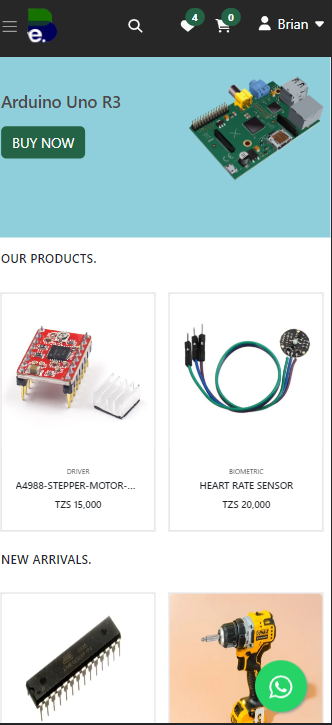 e.
4
0
Brian
Arduino Uno R3
BUY NOW
OUR PRODUCTS.
DRIVER
A4988-STEPPER-MOTOR-...
TZS 15,000
BIOMETRIC
HEART RATE SENSOR
TZS 20,000
NEW ARRIVALS.